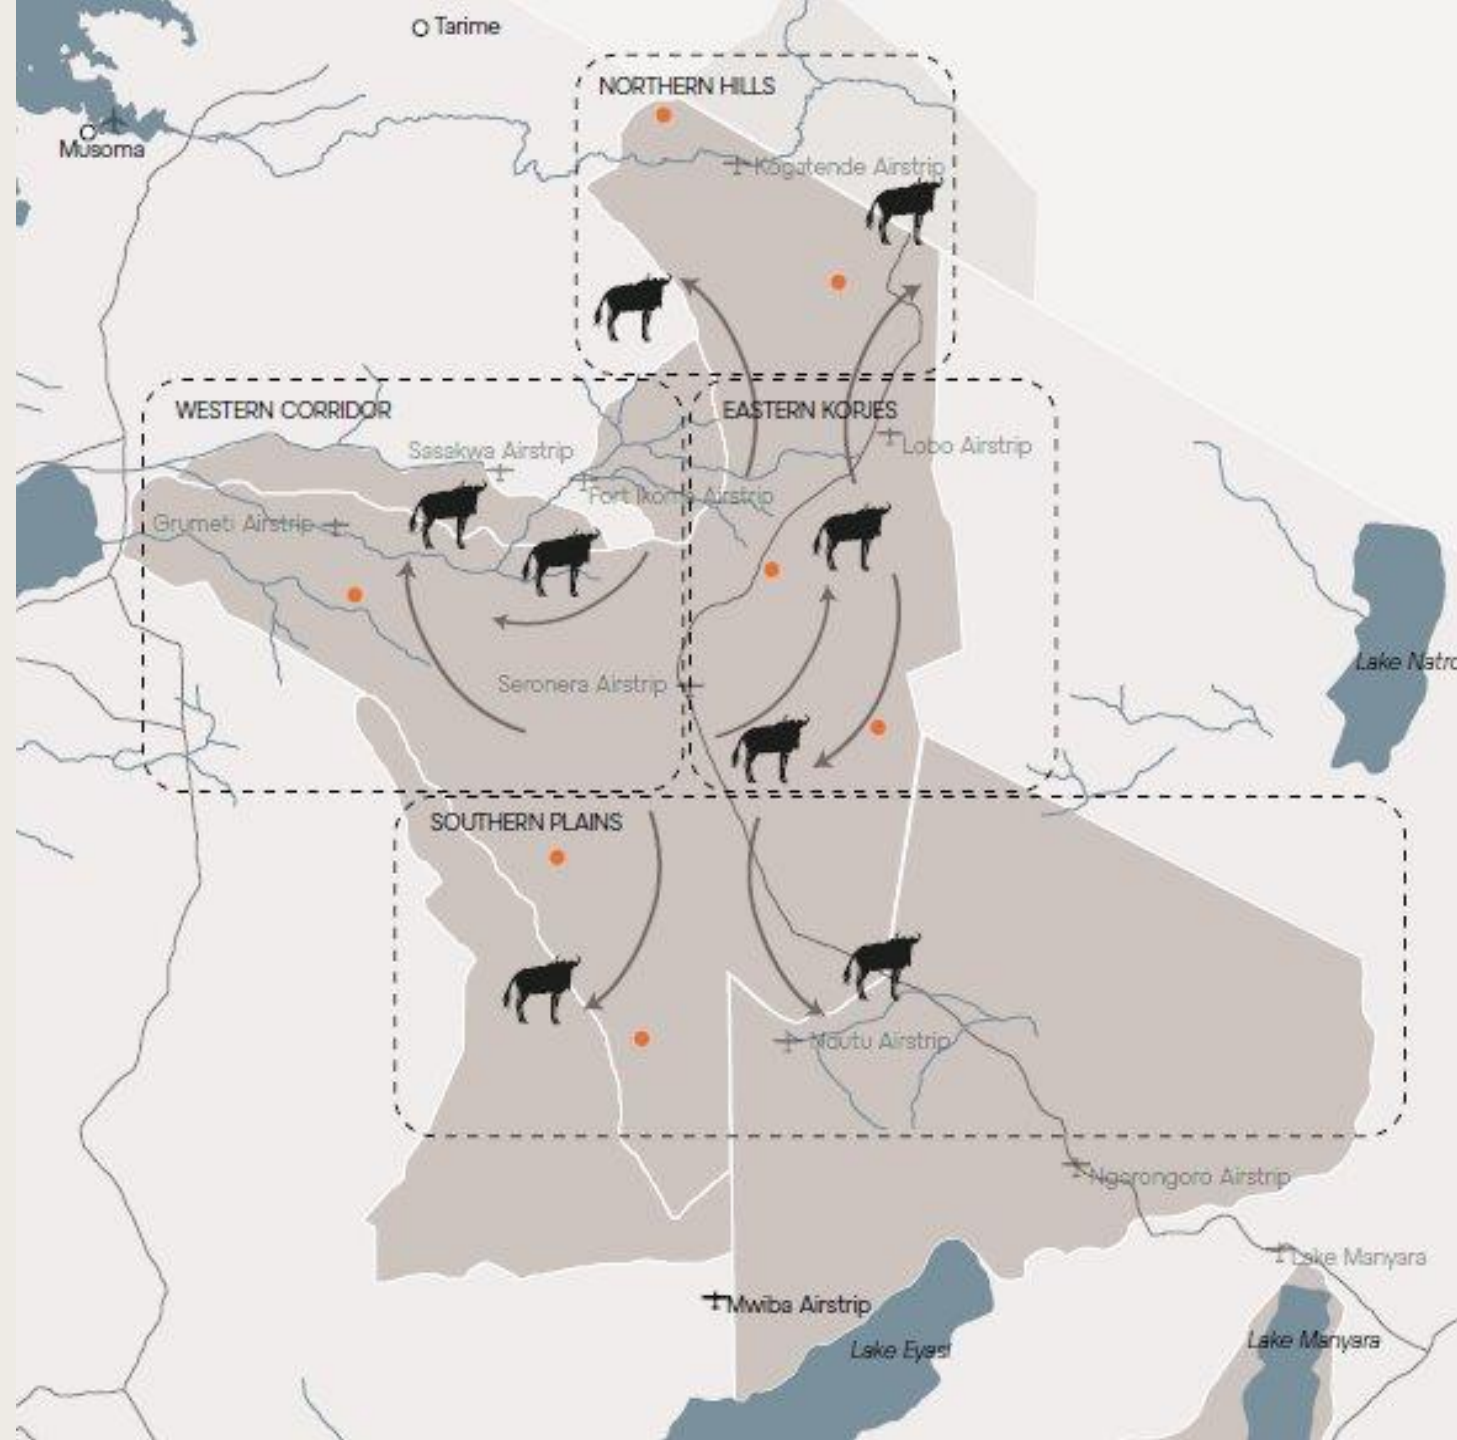 Tarime
NORTHERN HILLS
Musoma
Kogatende Airstrip
WESTERN CORRIDOR
EASTERN KOPJES
Sasakwa Airstrip
Lobo Airstrip
Fort Ikoma Airstrip
Grumeti Airstrip
Lake Natro
Seronera Airstrip
SOUTHERN PLAINS
Ndutu Airstrip
Ngorongoro Airstrip
Lake Manyara
Mwiba Airstrip
Lake Eyasi
Lake Manyara